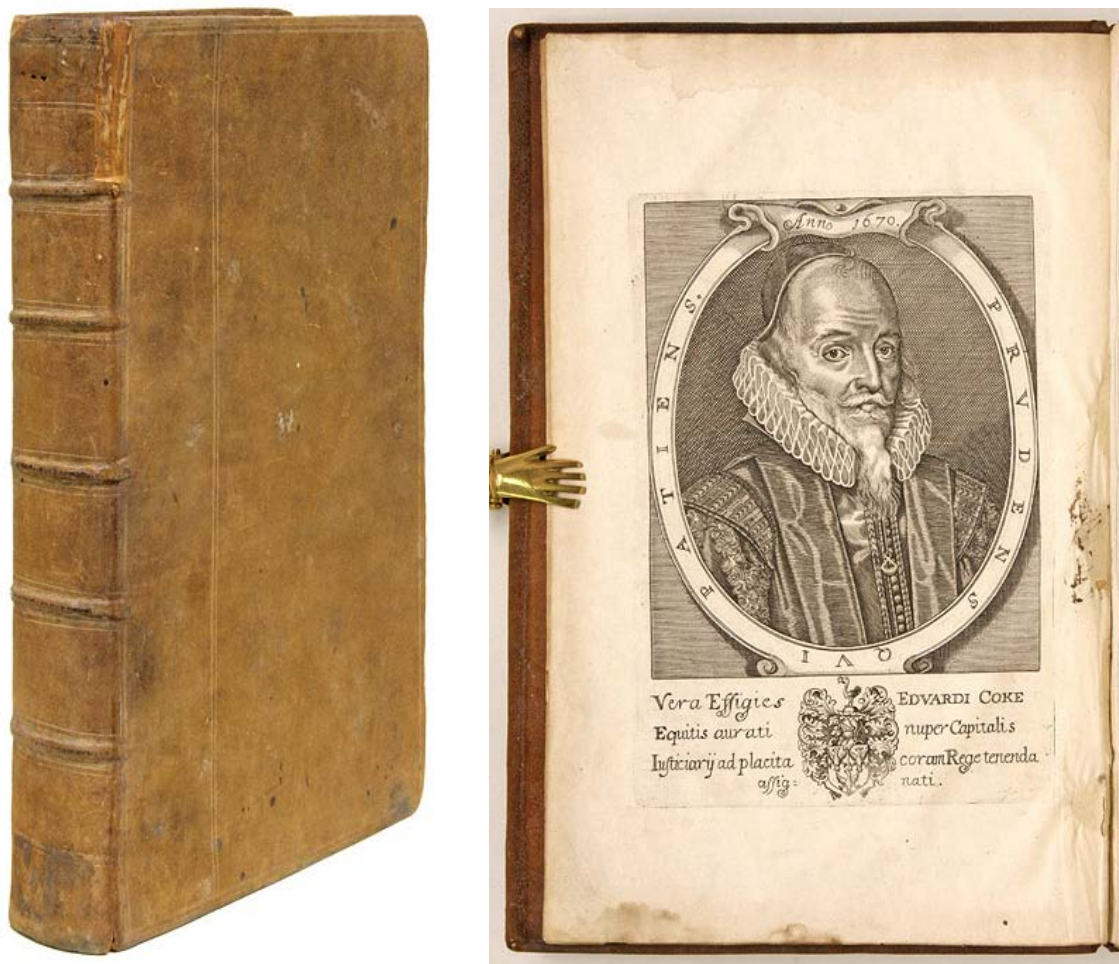 Anno 1670.
PRVDENS QVI PATIENS.
Vera Effigies EDVARDI COKE
Equitis aurati nuper Capitalis
Iusticiarij ad placita coram Rege tenenda
assig= nati.